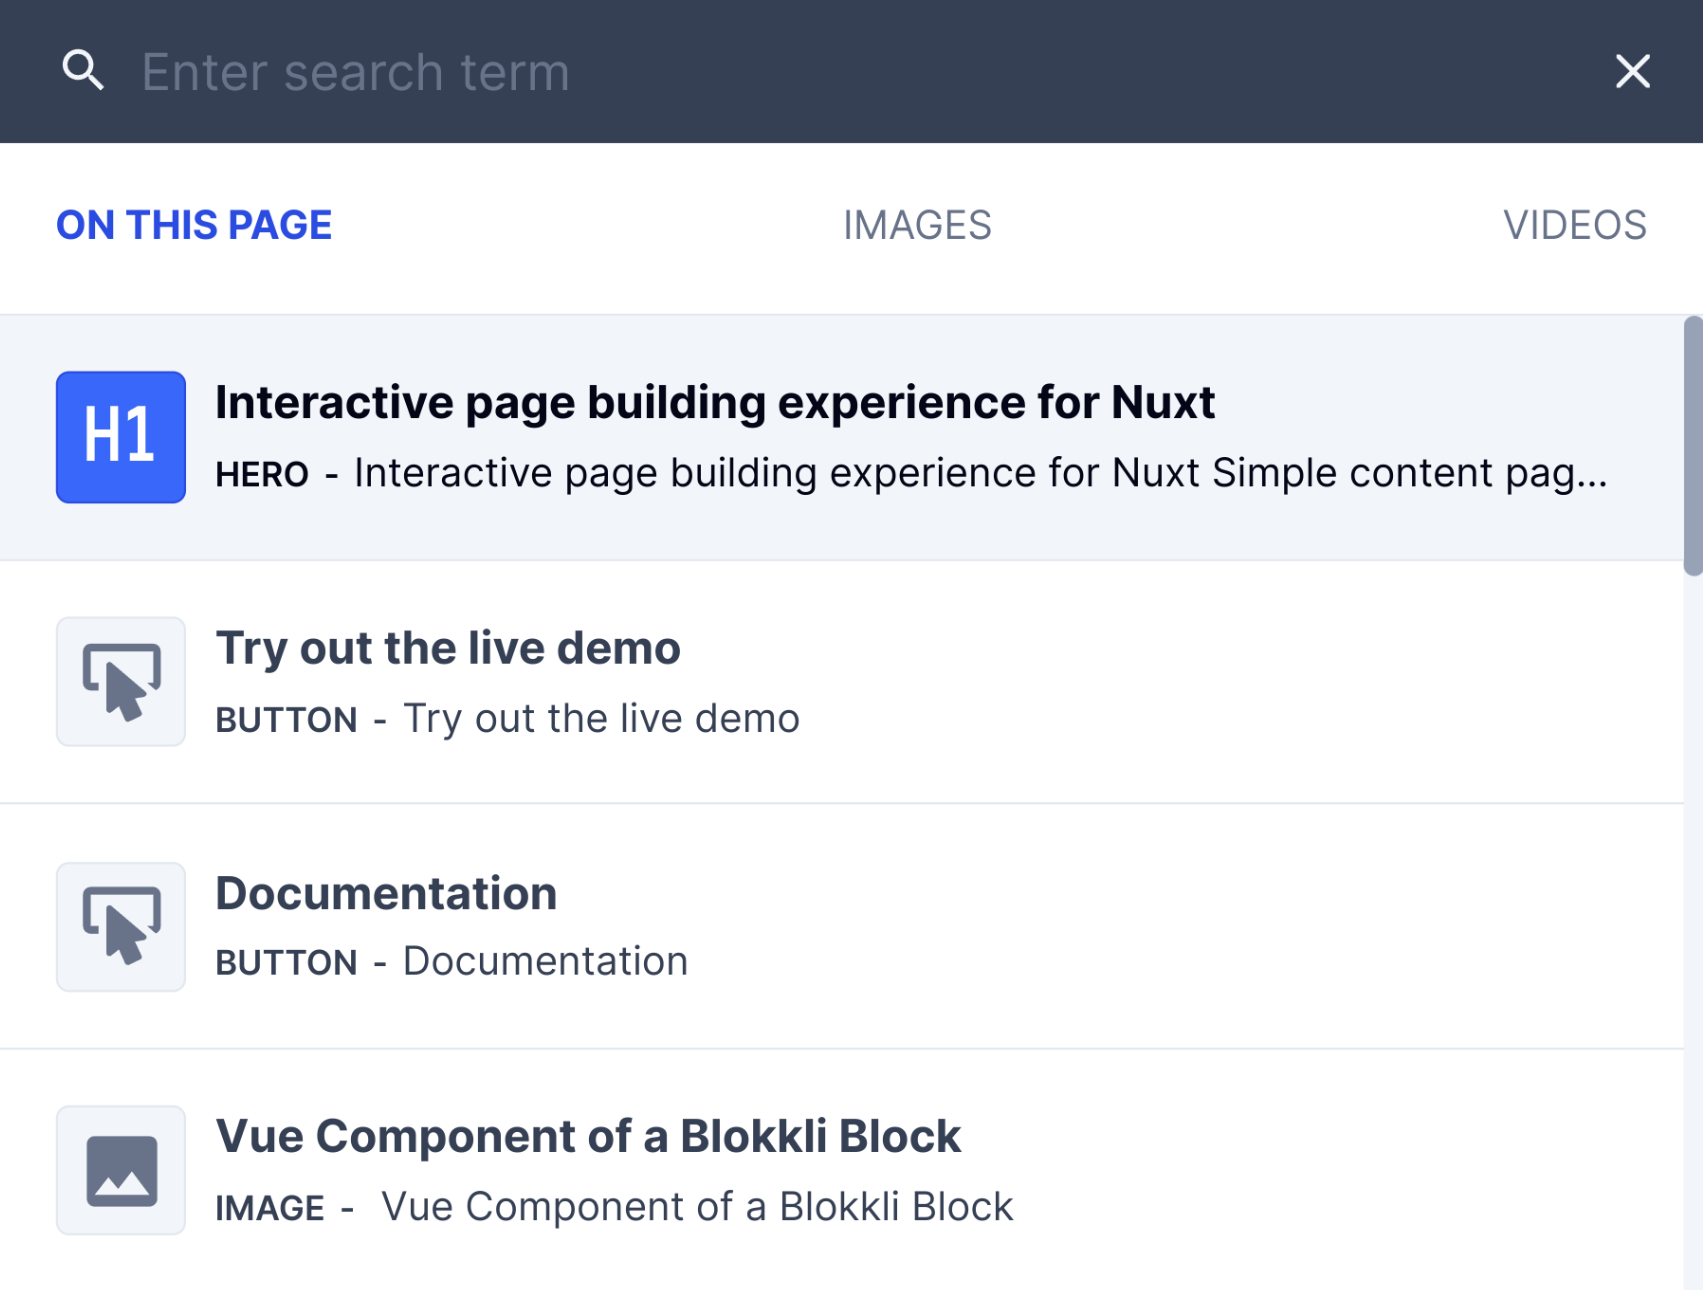 Enter search term
ON THIS PAGE
IMAGES
VIDEOS
H1
Interactive page building experience for Nuxt
HERO - Interactive page building experience for Nuxt Simple content pag...
Try out the live demo
BUTTON - Try out the live demo
Documentation
BUTTON - Documentation
Vue Component of a Blokkli Block
IMAGE - Vue Component of a Blokkli Block